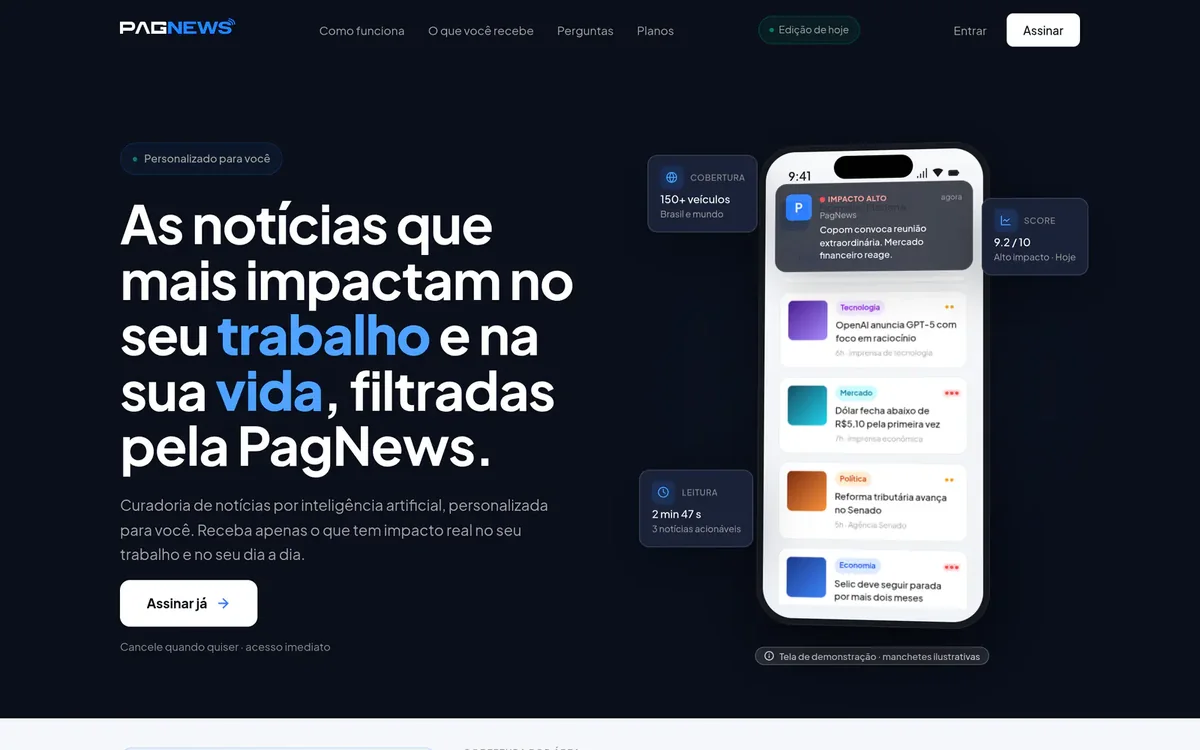 PAGNEWS
Como funciona
O que você recebe
Perguntas
Planos
Edição de hoje
Entrar
Assinar
Personalizado para você
As notícias que
mais impactam no
seu trabalho e na
sua vida, filtradas
pela PagNews.
Curadoria de notícias por inteligência artificial, personalizada
para você. Receba apenas o que tem impacto real no seu
trabalho e no seu dia a dia.
Assinar já
Cancele quando quiser · acesso imediato
COBERTURA
150+ veículos
Brasil e mundo
9:41
P
IMPACTO ALTO
agora
PagNews
Copom convoca reunião
extraordinária. Mercado
financeiro reage.
SCORE
9.2 / 10
Alto impacto · Hoje
Tecnologia
OpenAI anuncia GPT-5 com
foco em raciocínio
6h · Imprensa de tecnologia
Mercado
Dólar fecha abaixo de
R$5,10 pela primeira vez
7h · Imprensa econômica
Política
Reforma tributária avança
no Senado
5h · Agência Senado
Economia
Selic deve seguir parada
por mais dois meses
LEITURA
2 min 47 s
3 notícias acionáveis
Tela de demonstração · manchetes ilustrativas